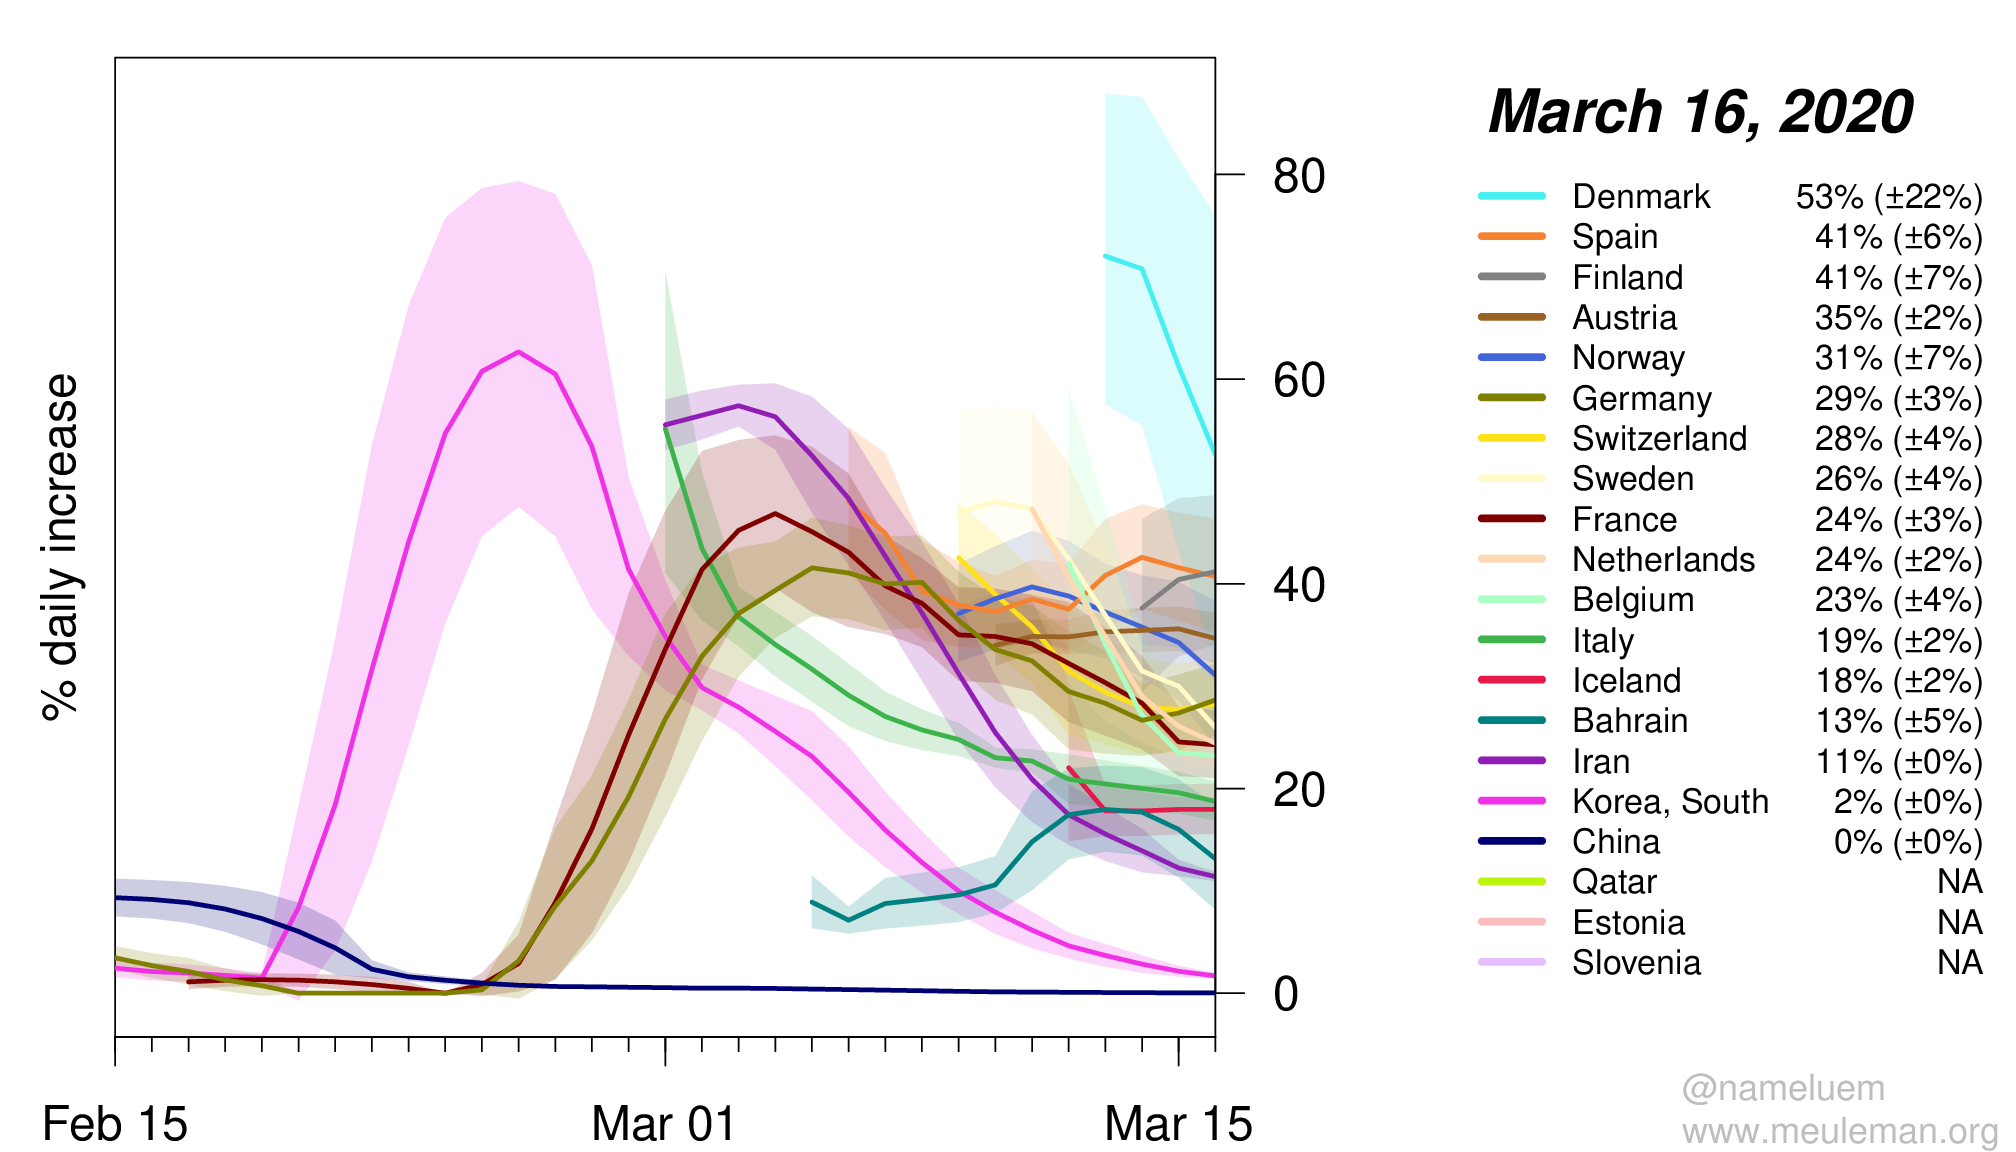 March 16, 2020
% daily increase
80
60
40
20
0
Feb 15 Mar 01 Mar 15
Denmark 53% (±22%)
Spain 41% (±6%)
Finland 41% (±7%)
Austria 35% (±2%)
Norway 31% (±7%)
Germany 29% (±3%)
Switzerland 28% (±4%)
Sweden 26% (±4%)
France 24% (±3%)
Netherlands 24% (±2%)
Belgium 23% (±4%)
Italy 19% (±2%)
Iceland 18% (±2%)
Bahrain 13% (±5%)
Iran 11% (±0%)
Korea, South 2% (±0%)
China 0% (±0%)
Qatar NA
Estonia NA
Slovenia NA
@nameluem
www.meuleman.org